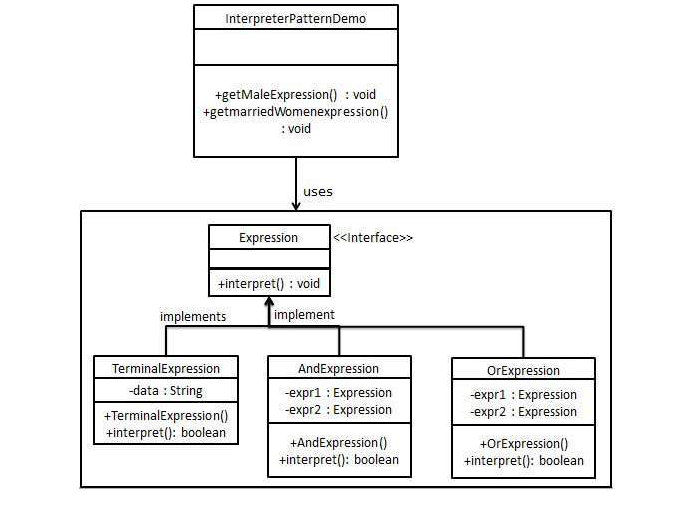 InterpreterPatternDemo
+getMaleExpression() : void
+getmarriedWomenexpression()
: void
uses
Expression
<<Interface>>
+interpret() : void
implements
implement
TerminalExpression
-data : String
+TerminalExpression()
+interpret(): boolean
AndExpression
-expr1 : Expression
-expr2 : Expression
+AndExpression()
+interpret(): boolean
OrExpression
-expr1 : Expression
-expr2 : Expression
+OrExpression()
+interpret(): boolean